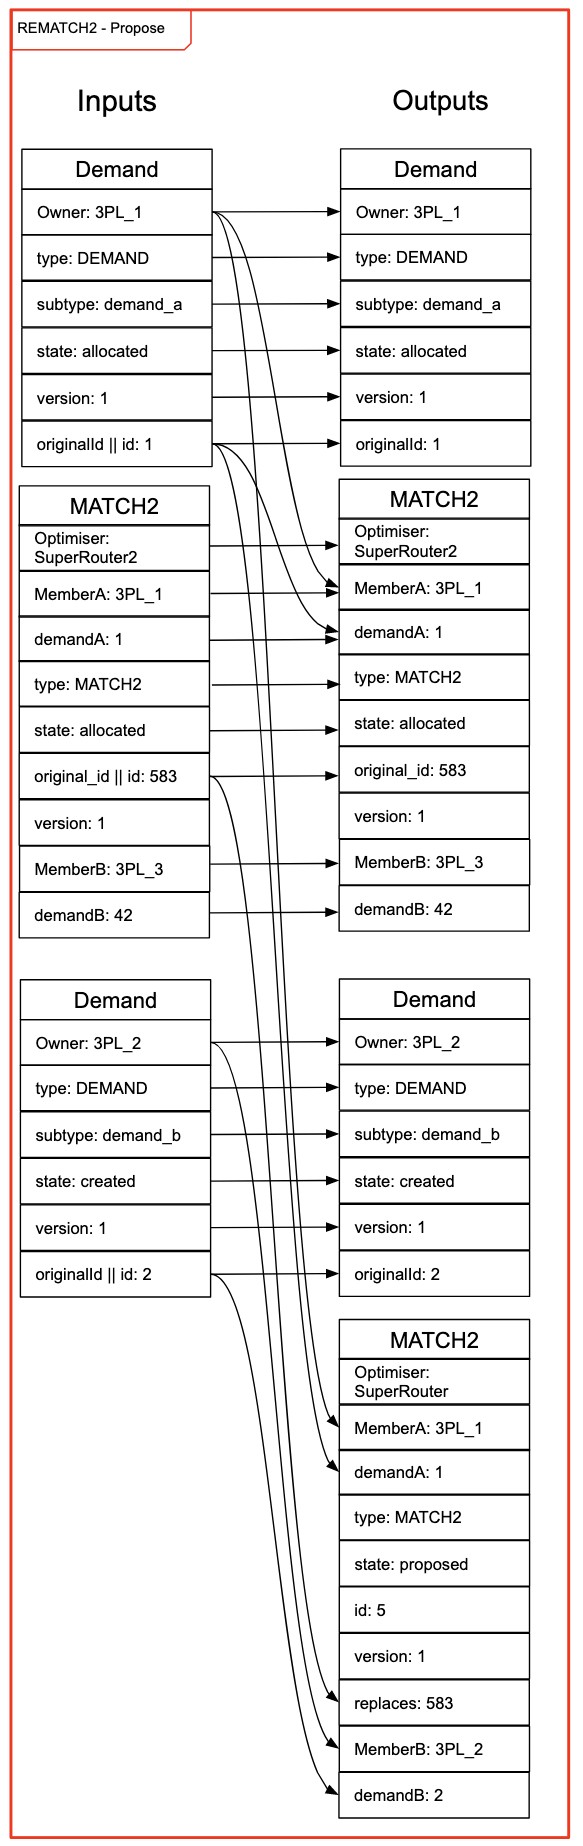 REMATCH2 - Propose
Inputs
Outputs
Demand
Owner: 3PL_1
type: DEMAND
subtype: demand_a
state: allocated
version: 1
originalId || id: 1
MATCH2
Optimiser:
SuperRouter2
MemberA: 3PL_1
demandA: 1
type: MATCH2
state: allocated
original_id || id: 583
version: 1
MemberB: 3PL_3
demandB: 42
Demand
Owner: 3PL_2
type: DEMAND
subtype: demand_b
state: created
version: 1
originalId || id: 2
Demand
Owner: 3PL_1
type: DEMAND
subtype: demand_a
state: allocated
version: 1
originalId: 1
MATCH2
Optimiser:
SuperRouter2
MemberA: 3PL_1
demandA: 1
type: MATCH2
state: allocated
original_id: 583
version: 1
MemberB: 3PL_3
demandB: 42
Demand
Owner: 3PL_2
type: DEMAND
subtype: demand_b
state: created
version: 1
originalId: 2
MATCH2
Optimiser:
SuperRouter
MemberA: 3PL_1
demandA: 1
type: MATCH2
state: proposed
id: 5
version: 1
replaces: 583
MemberB: 3PL_2
demandB: 2